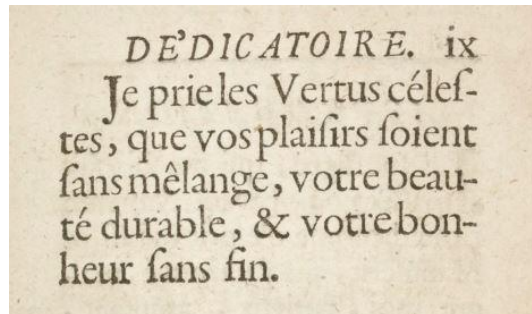 DE'DICATOIRE. ix
Je prie les Vertus céleſ-
tes, que vos plaiſirs ſoient
ſans mêlange, votre beau-
té durable, & votre bon-
heur ſans fin.